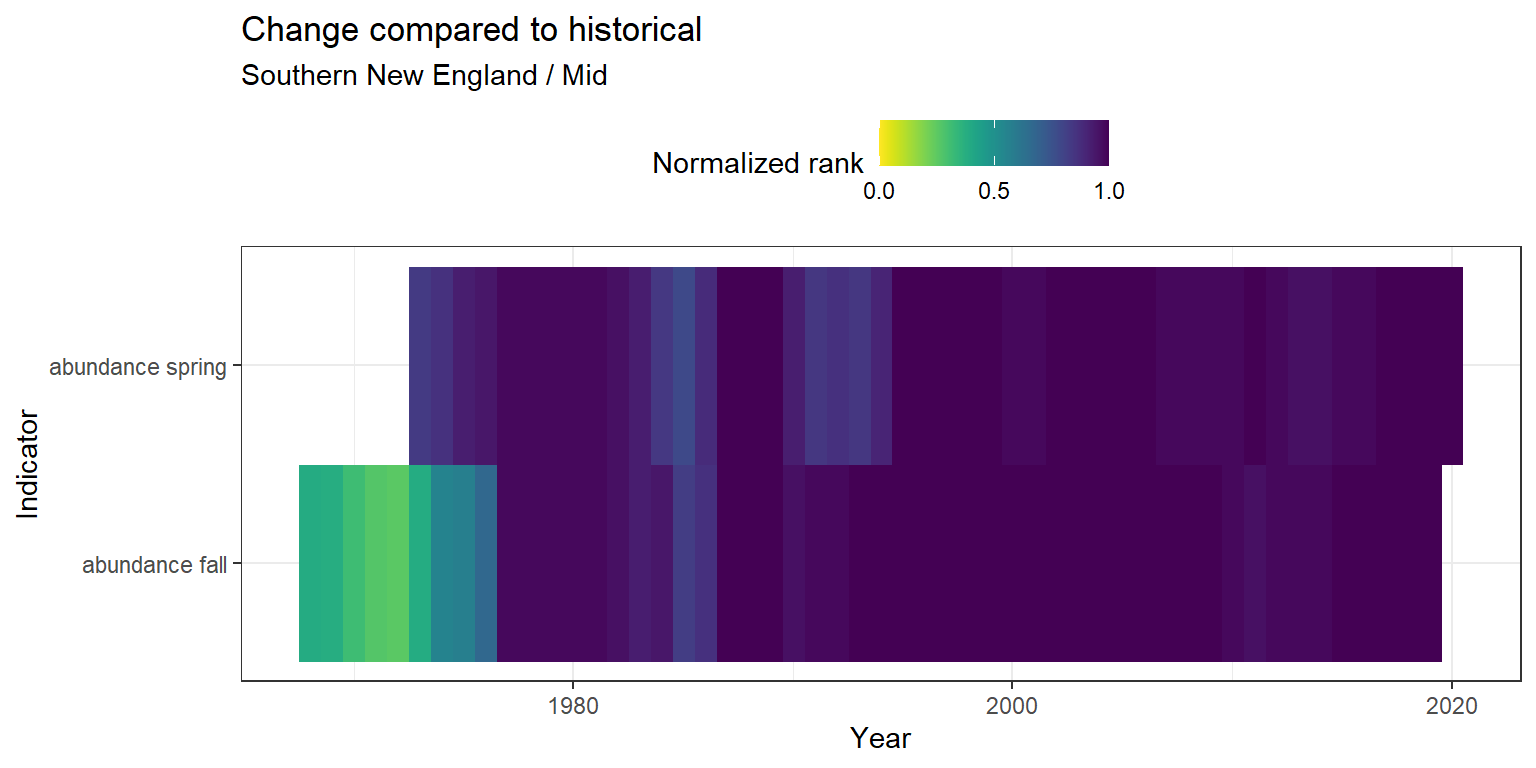 Change compared to historical
Southern New England / Mid
Normalized rank
0.0 0.5 1.0
Indicator
abundance spring
abundance fall
1980 2000 2020
Year